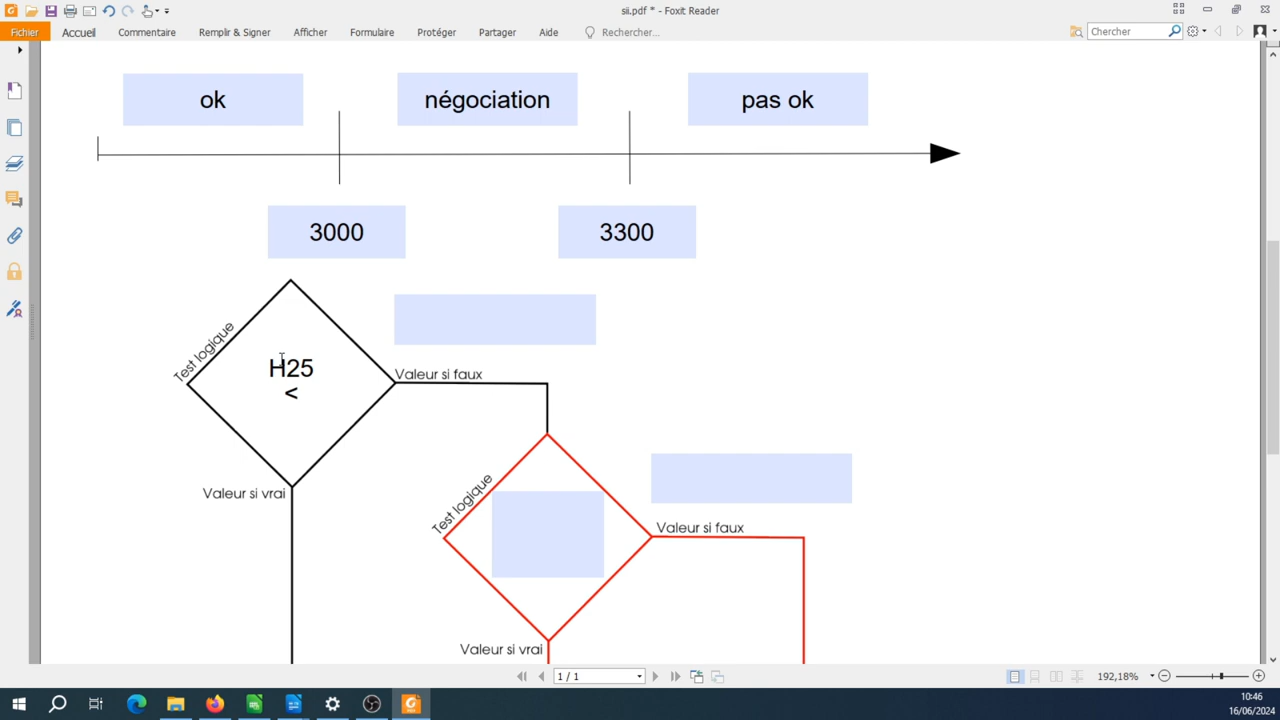 sii.pdf * - Foxit Reader
Fichier Accueil Commentaire Remplir & Signer Afficher Formulaire Protéger Partager Aide Rechercher... Chercher
ok négociation pas ok
3000 3300
Test logique
H25
<
Valeur si faux
Valeur si vrai
Test logique
Valeur si faux
Valeur si vrai
1 / 1 192,18%
10:46
16/06/2024